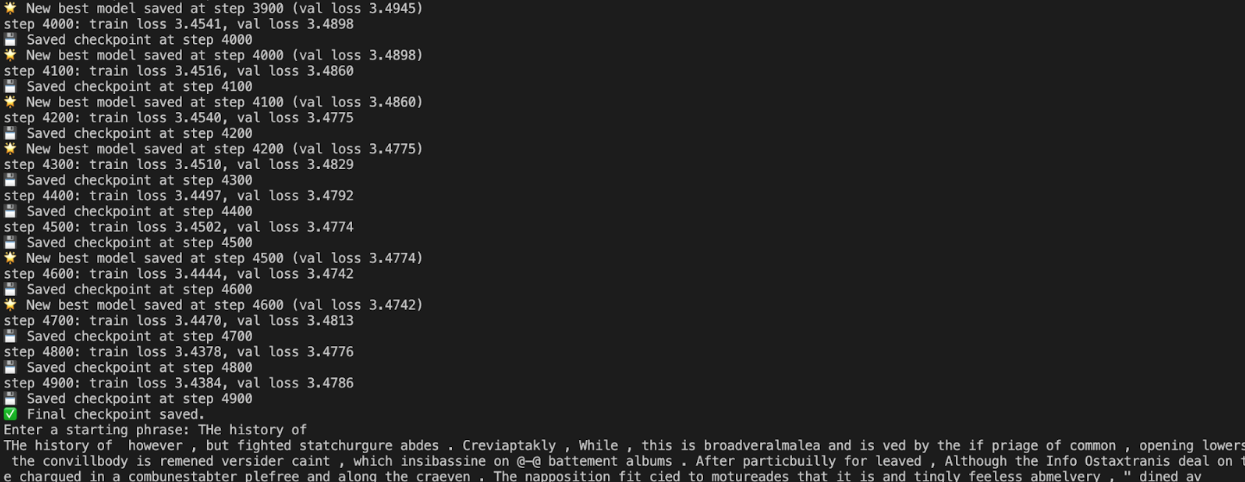 🌟 New best model saved at step 3900 (val loss 3.4945)
step 4000: train loss 3.4541, val loss 3.4898
💾 Saved checkpoint at step 4000
🌟 New best model saved at step 4000 (val loss 3.4898)
step 4100: train loss 3.4516, val loss 3.4860
💾 Saved checkpoint at step 4100
🌟 New best model saved at step 4100 (val loss 3.4860)
step 4200: train loss 3.4540, val loss 3.4775
💾 Saved checkpoint at step 4200
🌟 New best model saved at step 4200 (val loss 3.4775)
step 4300: train loss 3.4510, val loss 3.4829
💾 Saved checkpoint at step 4300
step 4400: train loss 3.4497, val loss 3.4792
💾 Saved checkpoint at step 4400
step 4500: train loss 3.4502, val loss 3.4774
💾 Saved checkpoint at step 4500
🌟 New best model saved at step 4500 (val loss 3.4774)
step 4600: train loss 3.4444, val loss 3.4742
💾 Saved checkpoint at step 4600
🌟 New best model saved at step 4600 (val loss 3.4742)
step 4700: train loss 3.4470, val loss 3.4813
💾 Saved checkpoint at step 4700
step 4800: train loss 3.4378, val loss 3.4776
💾 Saved checkpoint at step 4800
step 4900: train loss 3.4384, val loss 3.4786
💾 Saved checkpoint at step 4900
✅ Final checkpoint saved.
Enter a starting phrase: THe history of
THe history of  however , but fighted statchurgure abdes . Creviaptakly , While , this is broadveralmalea and is ved by the if priage of common , opening lowers
the convillbody is remened versider caint , which insibassine on @—@ battement albums . After particbuilly for leaved , Although the Info Ostaxtranis deal on t
e chargued in a combunestabter plefree and along the craeven . The napposition fit cied to motureades that it is and tingly feeless abmelvery , " dined av